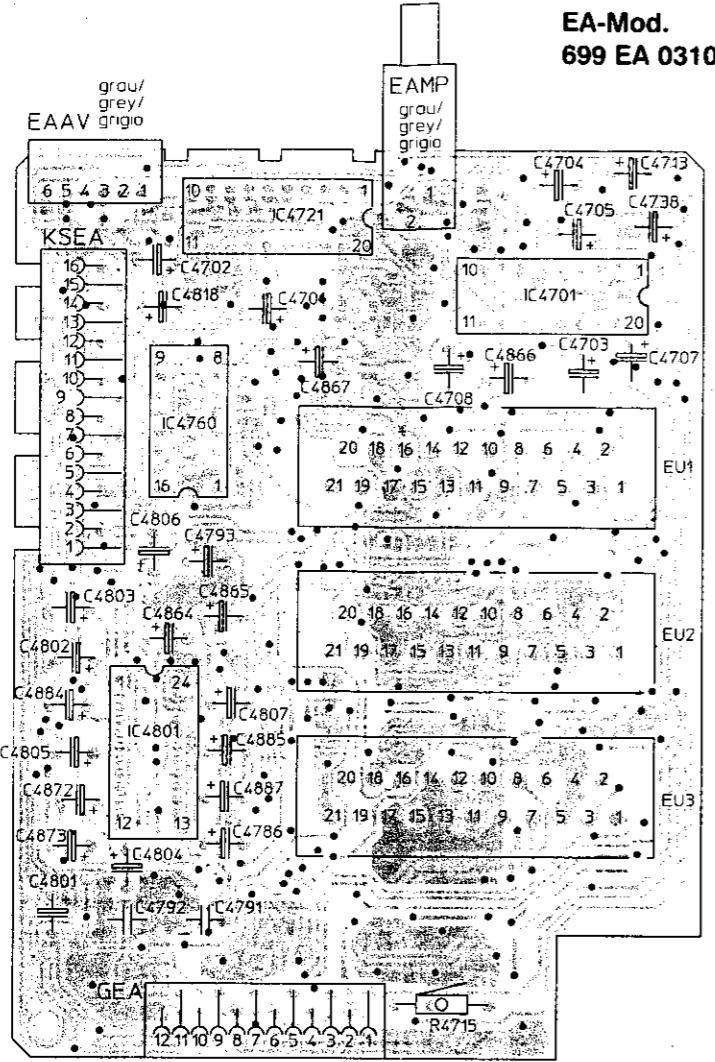 EA-Mod.
699 EA 0310
grau/
grey/
grigio
EAAV
6 5 4 3 2 1
EAMP
grau/
grey/
grigio
1
2
10 1
IC4721
11 20
C4704
C4713
C4705
C4738
KSEA
16
15
14
13
12
11
10
9
8
7
6
5
4
3
2
1
C4702
C4818
10 1
IC4701
11 20
9 8
IC4760
16 1
C4867
C4708
C4866
C4703
C4707
20 18 16 14 12 10 8 6 4 2
21 19 17 15 13 11 9 7 5 3 1
EU1
C4806
C4793
C4803
C4865
C4864
20 18 16 14 12 10 8 6 4 2
21 19 17 15 13 11 9 7 5 3 1
EU2
C4802
C4884
1 24
IC4801
12 13
C4807
C4805
C4885
C4872
C4887
C4873
C4786
20 18 16 14 12 10 8 6 4 2
21 19 17 15 13 11 9 7 5 3 1
EU3
C4804
C4801
C4792
C4791
GEA
12 11 10 9 8 7 6 5 4 3 2 1
R4715